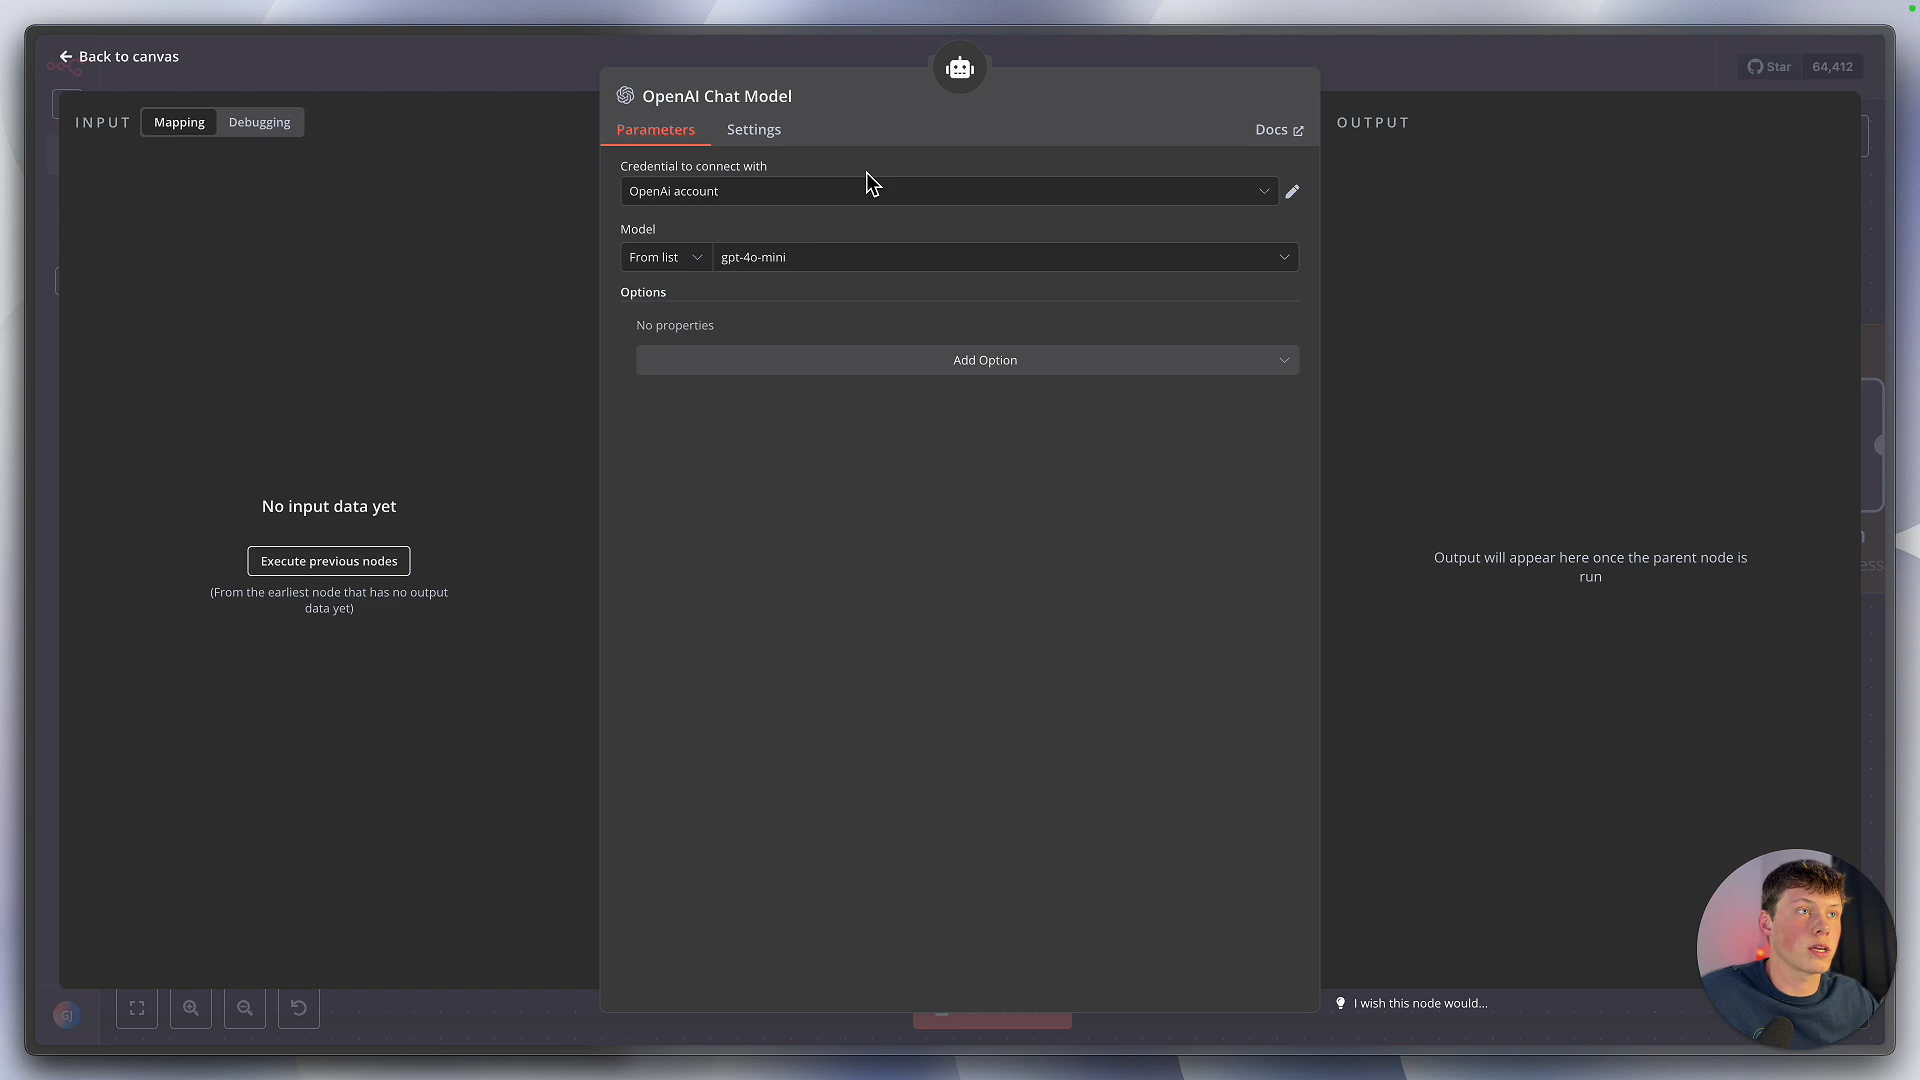 Back to canvas
Star 64,412
INPUT Mapping Debugging
OpenAI Chat Model
Parameters Settings Docs
OUTPUT
Credential to connect with
OpenAi account
Model
From list gpt-4o-mini
Options
No properties
Add Option
No input data yet
Execute previous nodes
(From the earliest node that has no output
data yet)
Output will appear here once the parent node is
run
GJ
I wish this node would...